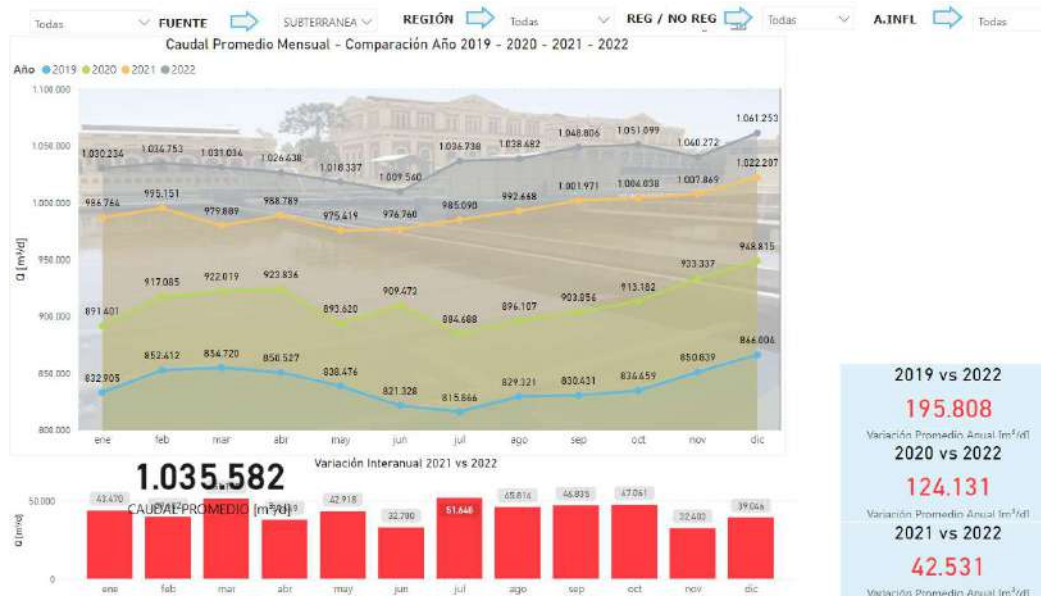 Todas FUENTE SUBTERRANEA REGIÓN Todas REG / NO REG Todas A.INFL Todas
Caudal Promedio Mensual - Comparación Año 2019 - 2020 - 2021 - 2022
Año 2019 2020 2021 2022
1.100.000
1.050.000
1.000.000
950.000
900.000
850.000
800.000
Q [m³/d]
1.030.234 1.034.753 1.031.034 1.026.438 1.018.337 1.009.540 1.036.738 1.038.482 1.048.806 1.051.099 1.040.272 1.061.253
986.764 995.151 979.889 988.789 975.419 976.760 985.090 992.668 1.001.971 1.004.038 1.007.869 1.022.207
891.401 917.085 922.019 923.836 893.620 909.473 884.688 896.107 903.856 913.182 933.337 948.815
832.905 852.412 854.720 850.527 838.476 821.328 815.866 829.321 830.431 834.459 850.839 866.004
ene feb mar abr may jun jul ago sep oct nov dic
Variación Interanual 2021 vs 2022
1.035.582
CAUDAL PROMEDIO [m³/d]
50.000
0
Q [m³/d]
43.470 42.918 32.780 51.648 45.814 46.835 47.061 32.403 39.046
ene feb mar abr may jun jul ago sep oct nov dic
2019 vs 2022
195.808
Variación Promedio Anual [m³/d]
2020 vs 2022
124.131
Variación Promedio Anual [m³/d]
2021 vs 2022
42.531
Variación Promedio Anual [m³/d]